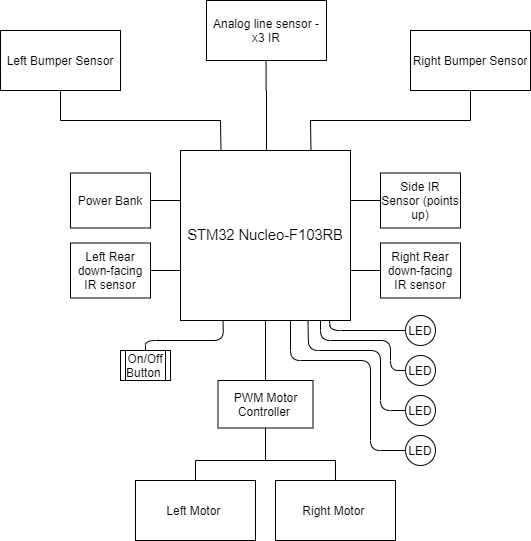 Analog line sensor -
x3 IR
Left Bumper Sensor
Right Bumper Sensor
Power Bank
Side IR
Sensor (points
up)
STM32 Nucleo-F103RB
Left Rear
down-facing
IR sensor
Right Rear
down-facing
IR sensor
LED
On/Off
Button
LED
PWM Motor
Controller
LED
LED
Left Motor
Right Motor